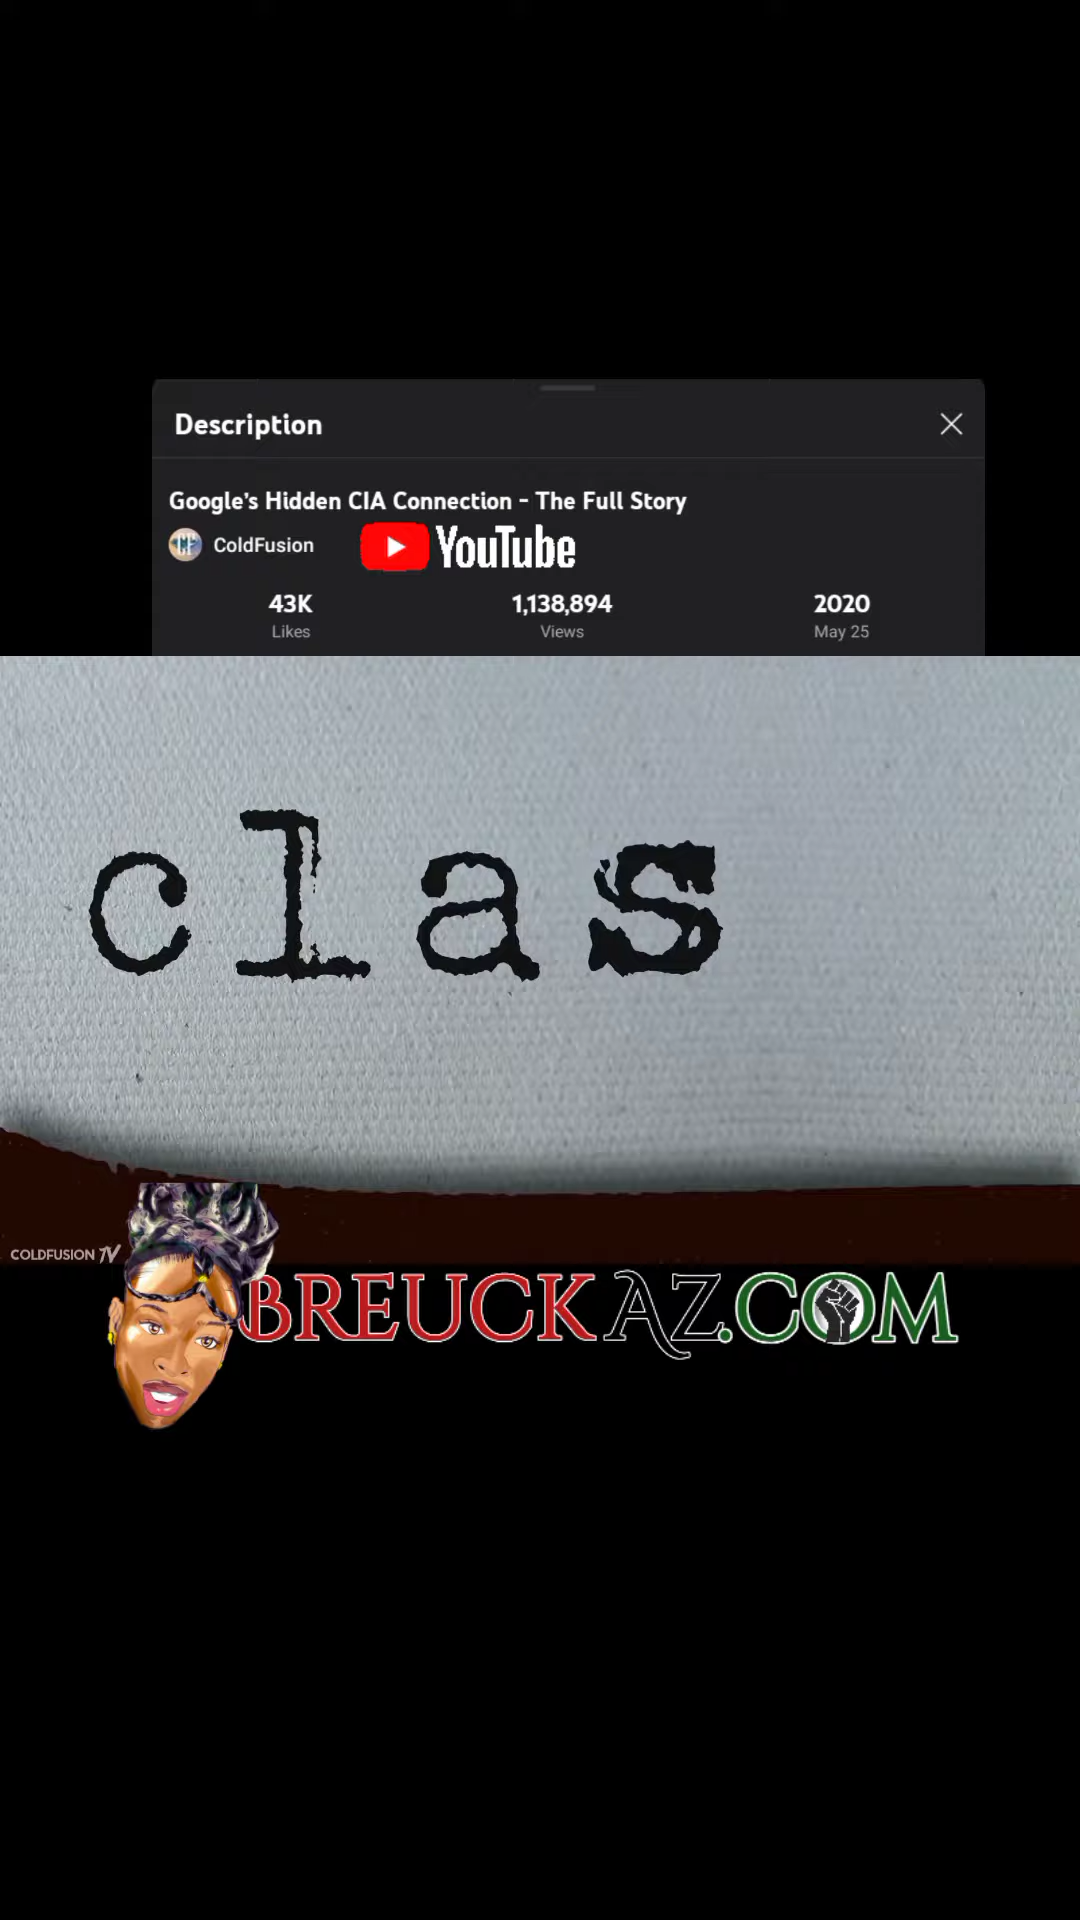 Description
Google's Hidden CIA Connection - The Full Story
ColdFusion YouTube
43K 1,138,894 2020
Likes Views May 25
clas
COLDFUSION TV
BREUCKAZ.COM